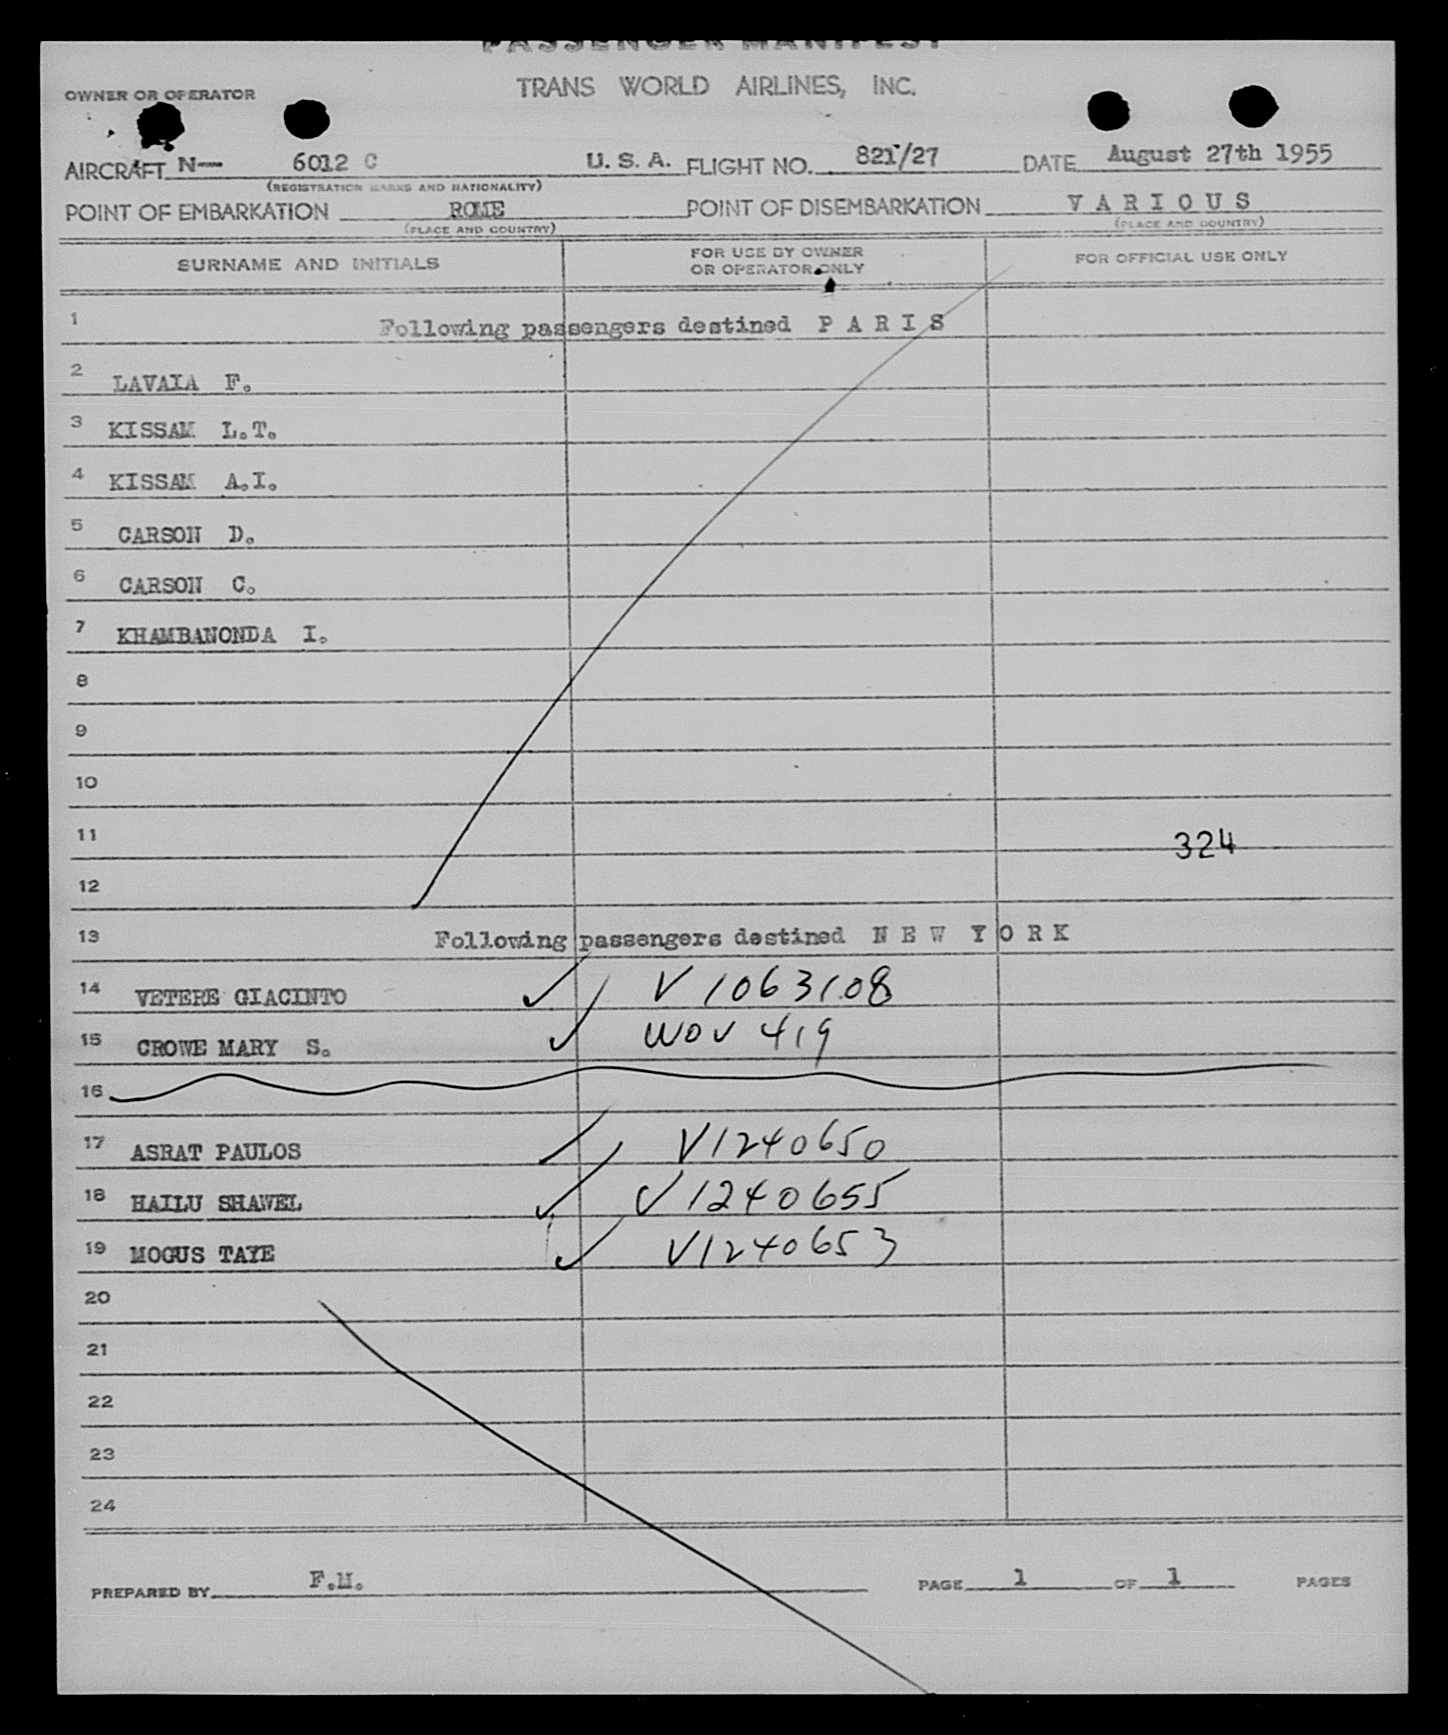 PASSENGER MANIFEST
TRANS WORLD AIRLINES, INC.
OWNER OR OPERATOR
AIRCRAFT N— 6012 C U. S. A. FLIGHT NO. 821/27 DATE August 27th 1955
(REGISTRATION MARKS AND NATIONALITY)
POINT OF EMBARKATION ROME POINT OF DISEMBARKATION V A R I O U S
(PLACE AND COUNTRY) (PLACE AND COUNTRY)
SURNAME AND INITIALS FOR USE BY OWNER OR OPERATOR ONLY FOR OFFICIAL USE ONLY
1 Following passengers destined P A R I S
2 LAVAIA F.
3 KISSAM L.T.
4 KISSAM A.I.
5 CARSON D.
6 CARSON C.
7 KHAMBANONDA I.
8
9
10
11 324
12
13 Following passengers destined N E W Y O R K
14 VETERE GIACINTO ✓ V 1063108
15 CROWE MARY S. ✓ WOV 419
16
17 ASRAT PAULOS ✓ V1240650
18 HAILU SHAWEL ✓ V1240655
19 MOGUS TAYE ✓ V1240653
20
21
22
23
24
PREPARED BY F.M. PAGE 1 OF 1 PAGES